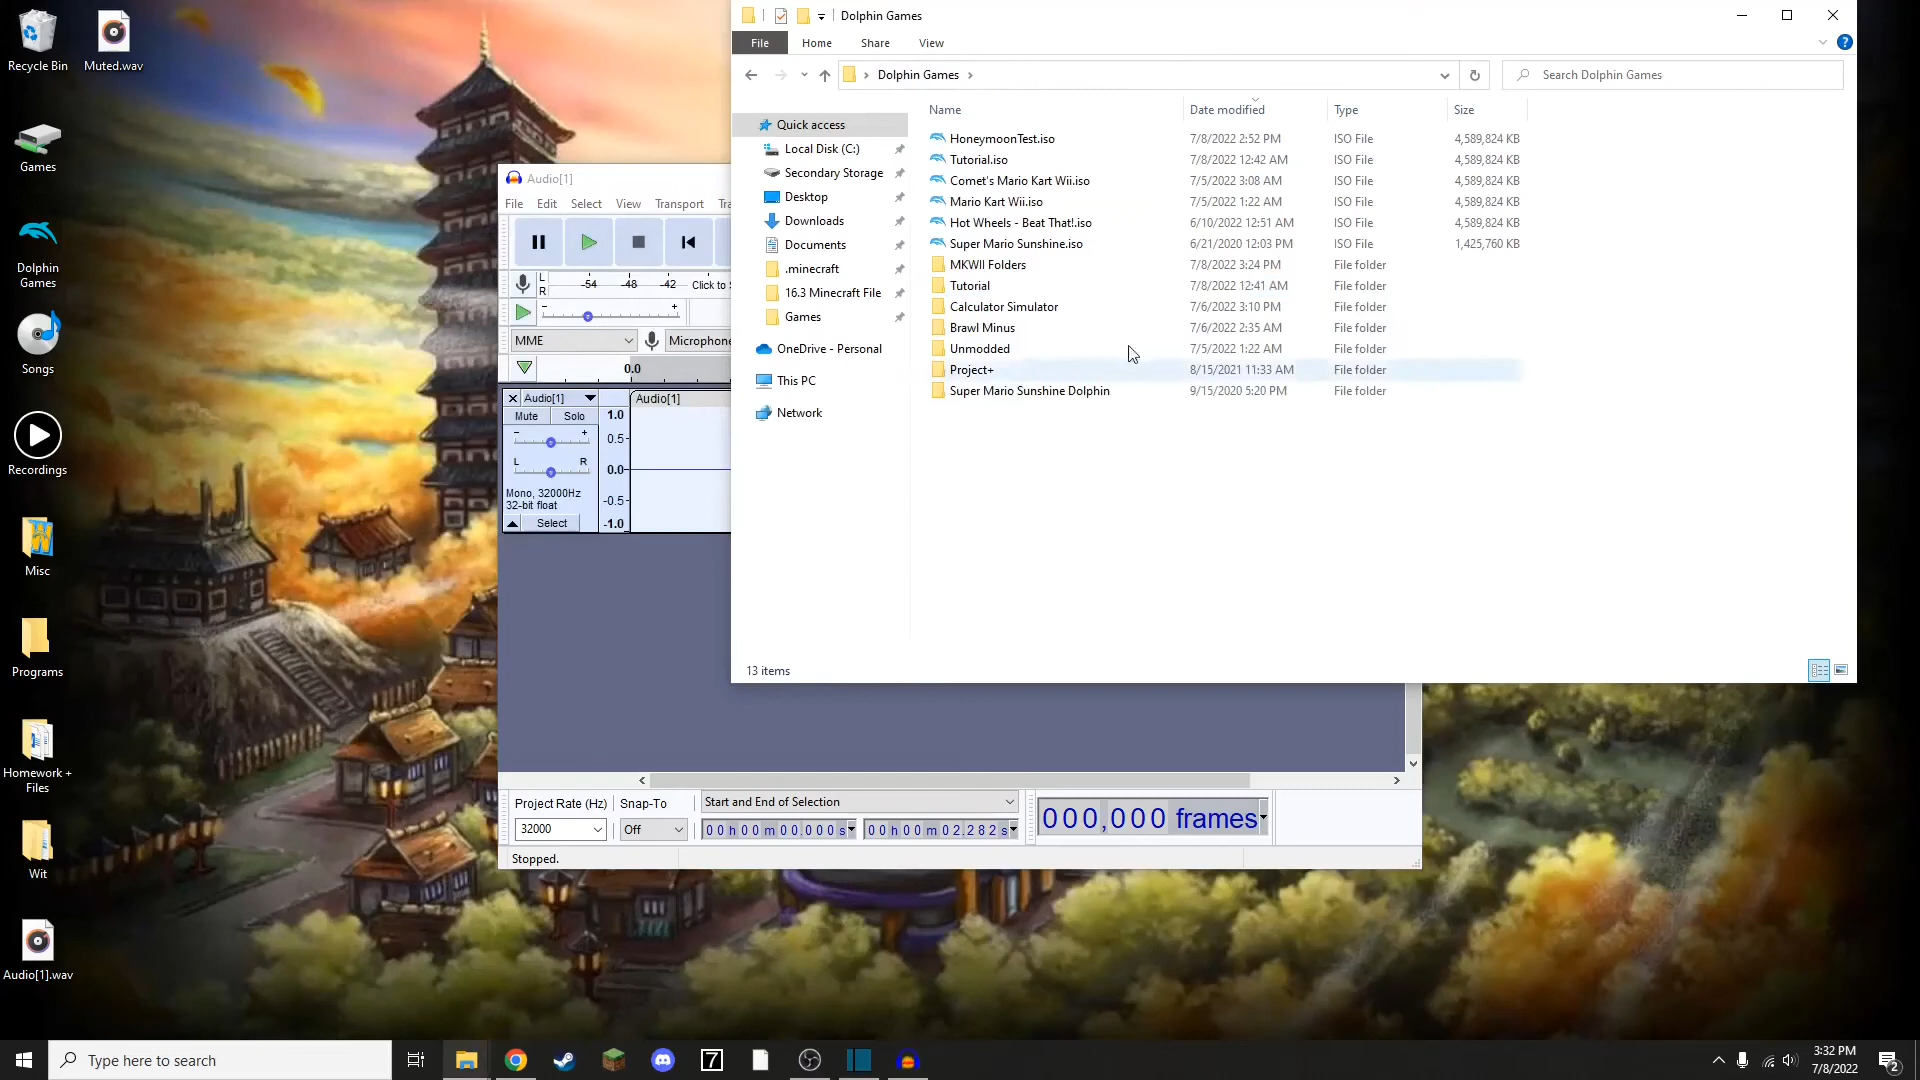 Recycle Bin
Muted.wav
Games
Dolphin Games
Songs
Recordings
Misc
Programs
Homework + Files
Wit
Audio[1].wav
Dolphin Games
File Home Share View
Dolphin Games
Search Dolphin Games
Quick access
Local Disk (C:)
Secondary Storage
Desktop
Downloads
Documents
.minecraft
16.3 Minecraft File
Games
OneDrive - Personal
This PC
Network
Name Date modified Type Size
HoneymoonTest.iso 7/8/2022 2:52 PM ISO File 4,589,824 KB
Tutorial.iso 7/8/2022 12:42 AM ISO File 4,589,824 KB
Comet's Mario Kart Wii.iso 7/5/2022 3:08 AM ISO File 4,589,824 KB
Mario Kart Wii.iso 7/5/2022 1:22 AM ISO File 4,589,824 KB
Hot Wheels - Beat That!.iso 6/10/2022 12:51 AM ISO File 4,589,824 KB
Super Mario Sunshine.iso 6/21/2020 12:03 PM ISO File 1,425,760 KB
MKWII Folders 7/8/2022 3:24 PM File folder
Tutorial 7/8/2022 12:41 AM File folder
Calculator Simulator 7/6/2022 3:10 PM File folder
Brawl Minus 7/6/2022 2:35 AM File folder
Unmodded 7/5/2022 1:22 AM File folder
Project+ 8/15/2021 11:33 AM File folder
Super Mario Sunshine Dolphin 9/15/2020 5:20 PM File folder
13 items
Audio[1]
File Edit Select View Transport Tra
L
R
-54 -48 -42 Click to S
- +
MME Microphone
0.0
Audio[1]
Audio[1]
Mute Solo
- +
L R
Mono, 32000Hz
32-bit float
Select
1.0
0.5
0.0
-0.5
-1.0
Project Rate (Hz) Snap-To Start and End of Selection
32000 Off 00h00m00.000s 00h00m02.282s 000,000 frames
Stopped.
Type here to search
7
3:32 PM
7/8/2022
2